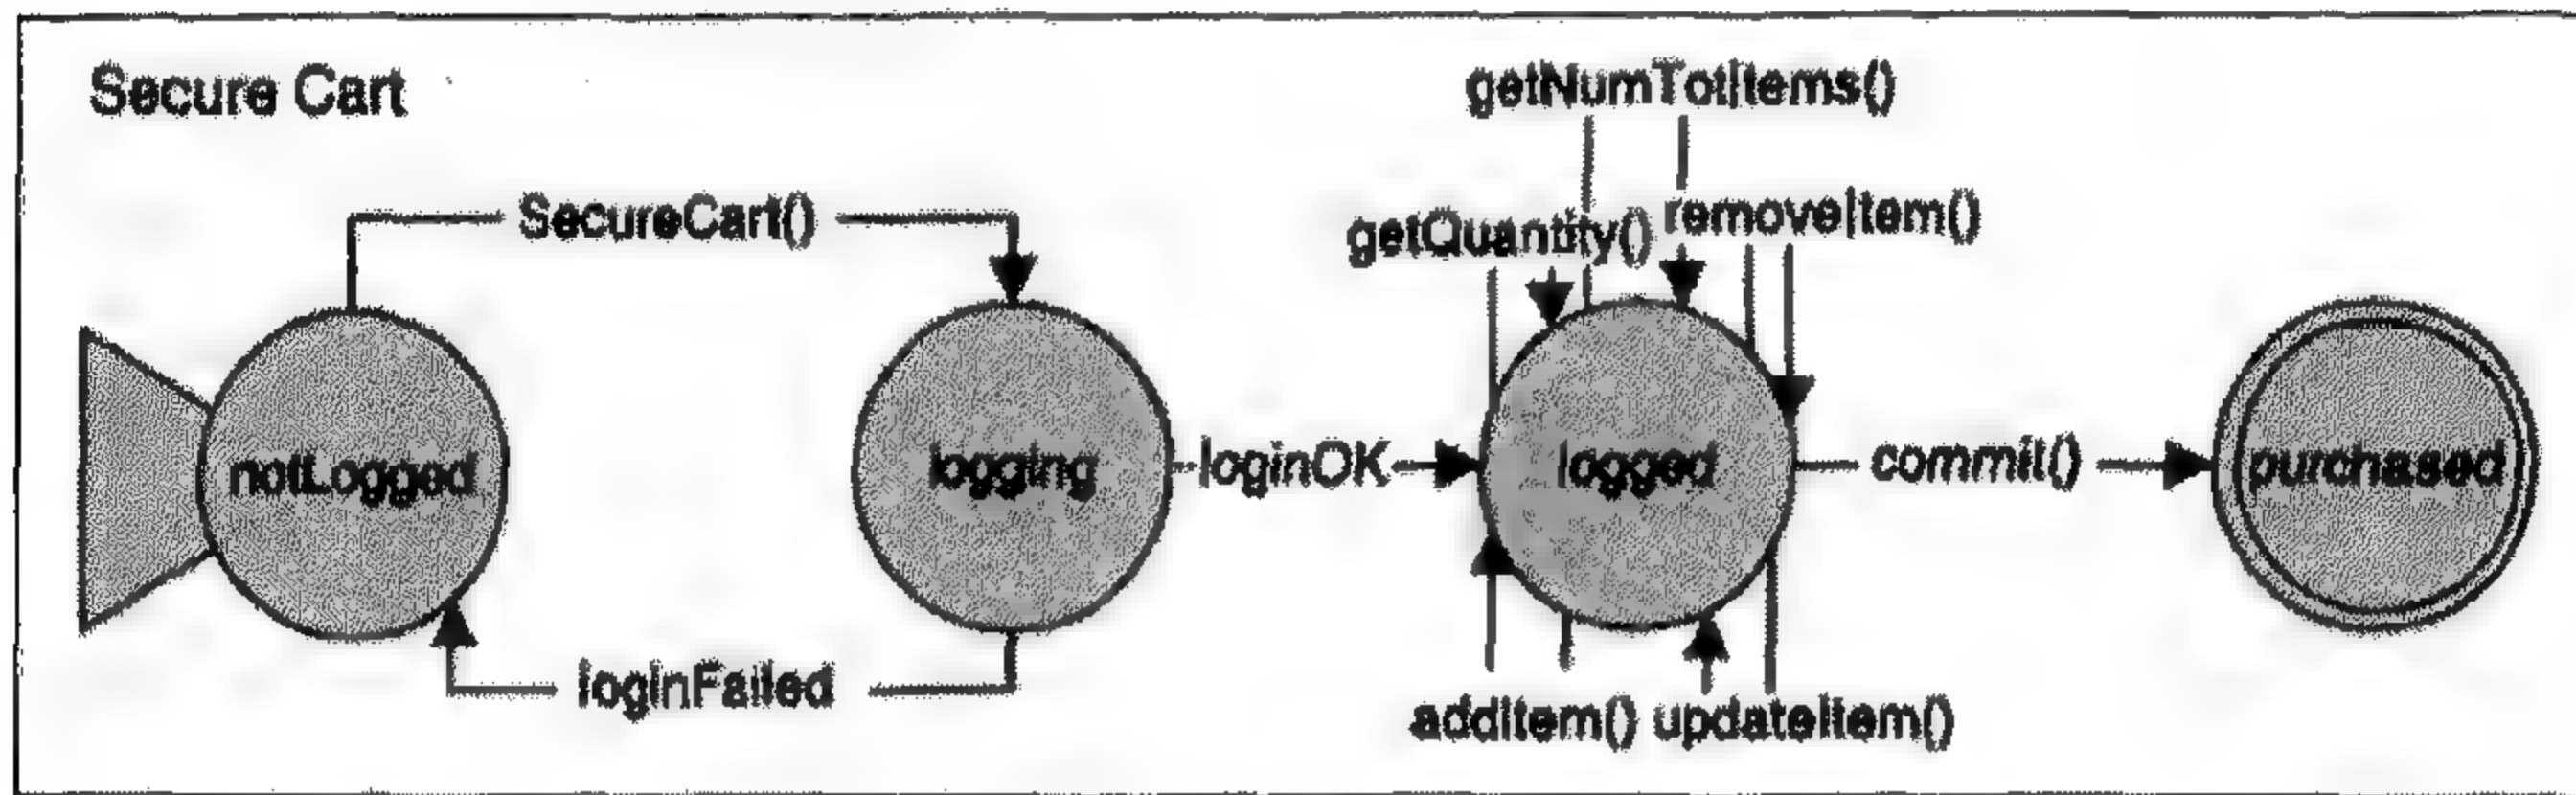 Secure Cart
getNumTotItems()
SecureCart()
getQuantity()
removeItem()
notLogged
logging
loginOK
logged
commit()
purchased
loginFailed
addItem()
updateItem()